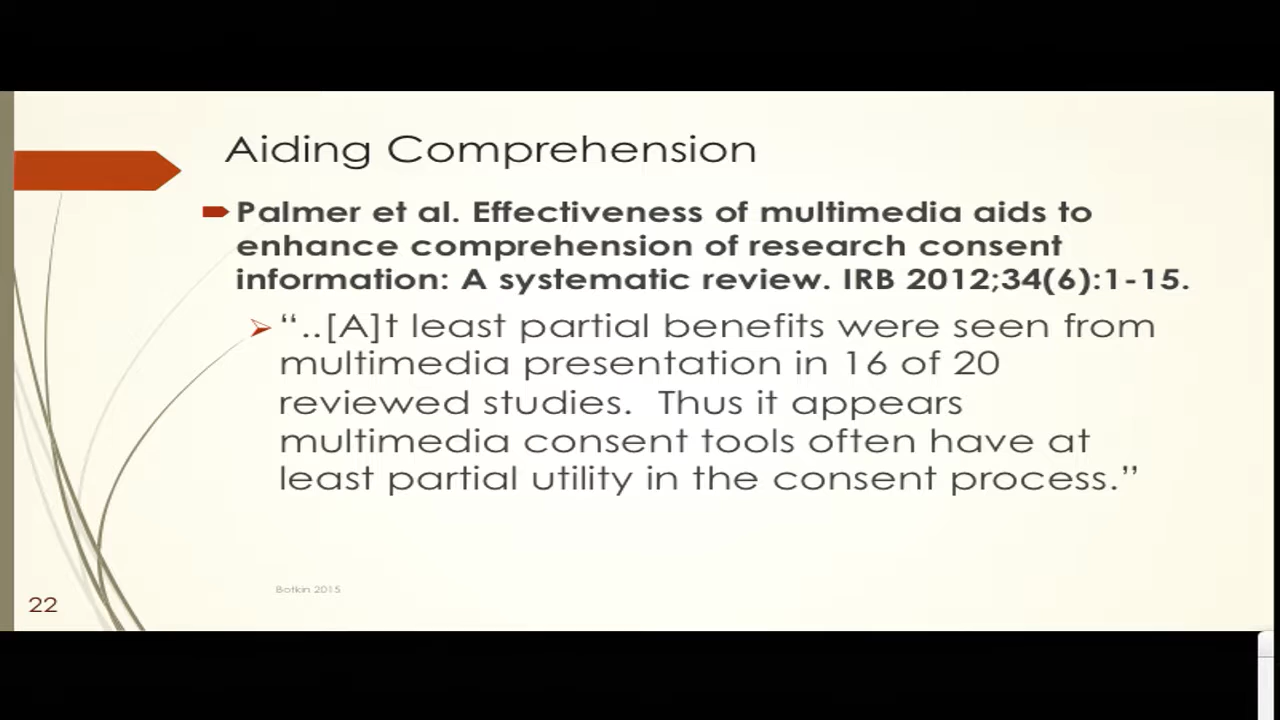 Aiding Comprehension
Palmer et al. Effectiveness of multimedia aids to
enhance comprehension of research consent
information: A systematic review. IRB 2012;34(6):1-15.
“..[A]t least partial benefits were seen from
multimedia presentation in 16 of 20
reviewed studies.  Thus it appears
multimedia consent tools often have at
least partial utility in the consent process.”
Botkin 2015
22